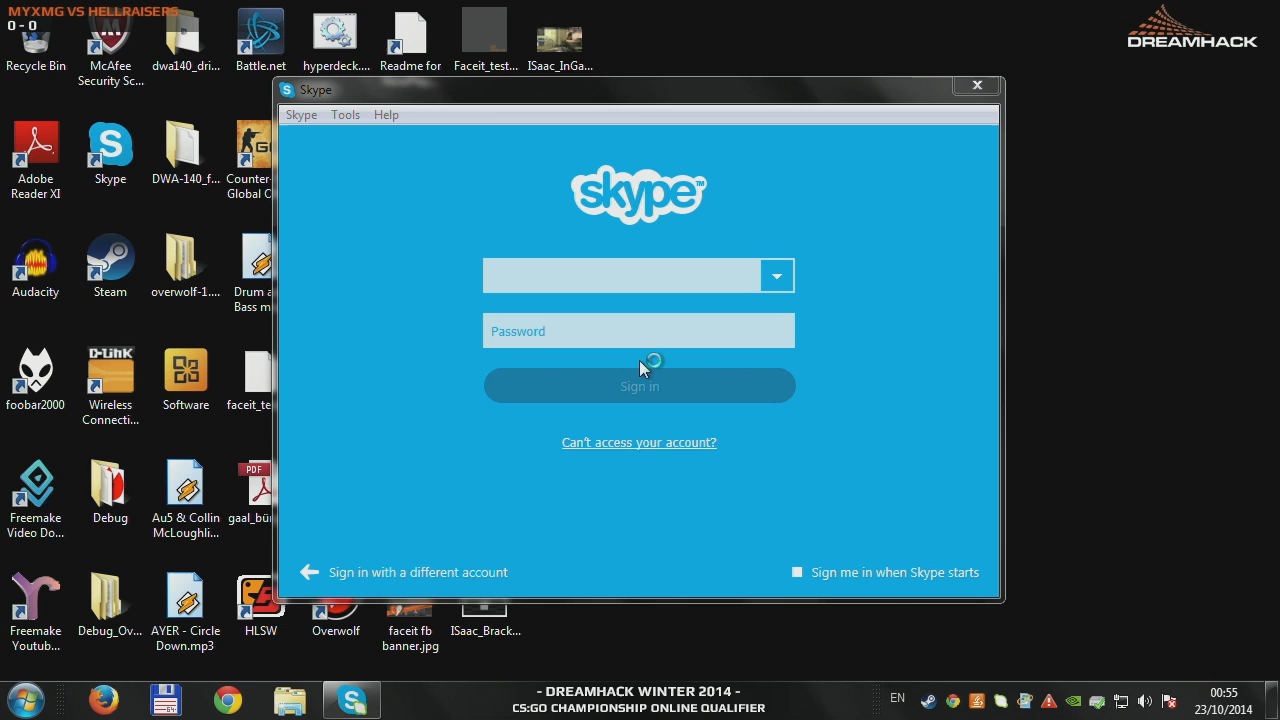 MYXMG VS HELLRAISERS
0 - 0
DREAMHACK
Recycle Bin
McAfee
Security Sc...
dwa140_dri...
Battle.net
hyperdeck....
Readme for
Faceit_test...
ISaac_InGa...
Skype
Skype Tools Help
skype™
Password
Sign in
Can't access your account?
Sign in with a different account
Sign me in when Skype starts
Adobe
Reader XI
Skype
DWA-140_f...
Counter-
Global O
Audacity
Steam
overwolf-1....
Drum a
Bass m
foobar2000
D-Link
Wireless
Connecti...
Software
faceit_te
Freemake
Video Do...
Debug
Au5 & Collin
McLoughli...
PDF
gaal_bü
Freemake
Youtub...
Debug_Ov...
AYER - Circle
Down.mp3
HLSW
Overwolf
faceit fb
banner.jpg
ISaac_Brack...
64
- DREAMHACK WINTER 2014 -
CS:GO CHAMPIONSHIP ONLINE QUALIFIER
EN
00:55
23/10/2014